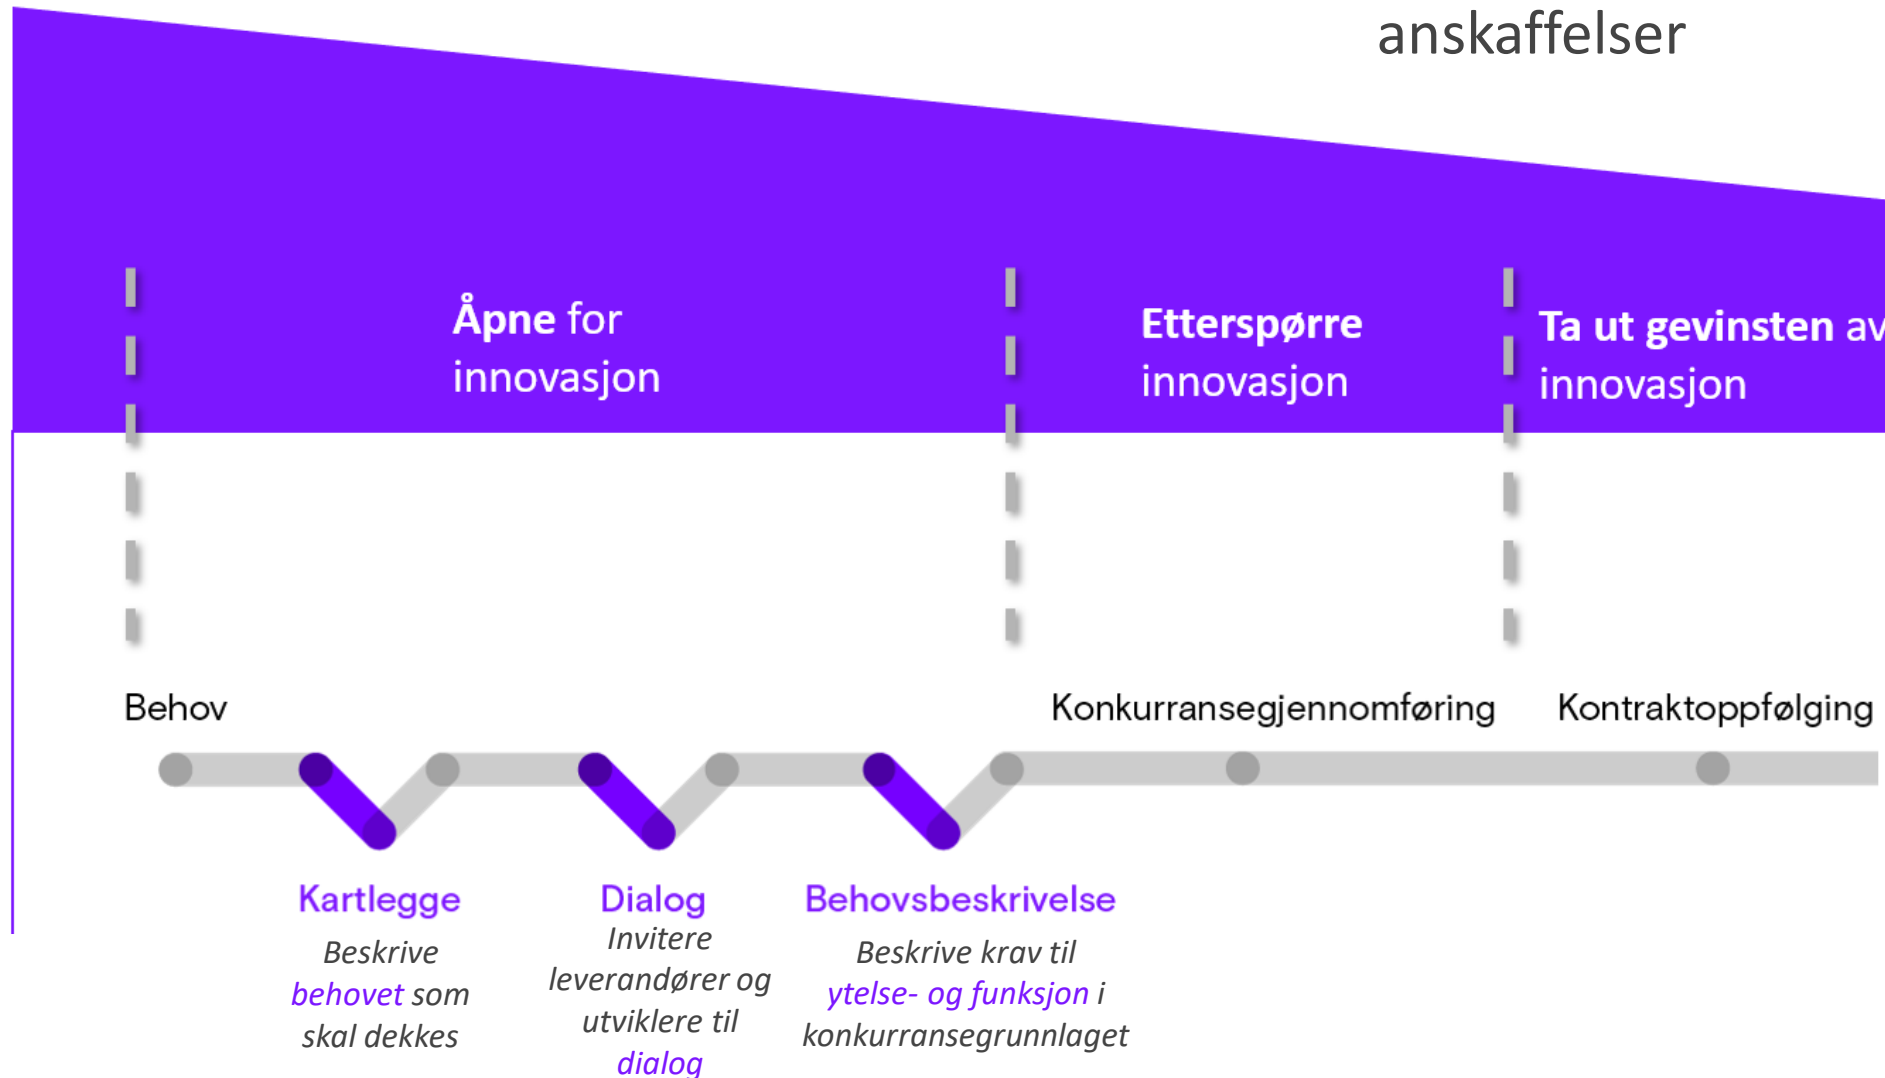 anskaffelser
Åpne for
innovasjon
Etterspørre
innovasjon
Ta ut gevinsten av
innovasjon
Behov
Konkurransegjennomføring
Kontraktoppfølging
Kartlegge
Beskrive
behovet som
skal dekkes
Dialog
Invitere
leverandører og
utviklere til
dialog
Behovsbeskrivelse
Beskrive krav til
ytelse- og funksjon i
konkurransegrunnlaget